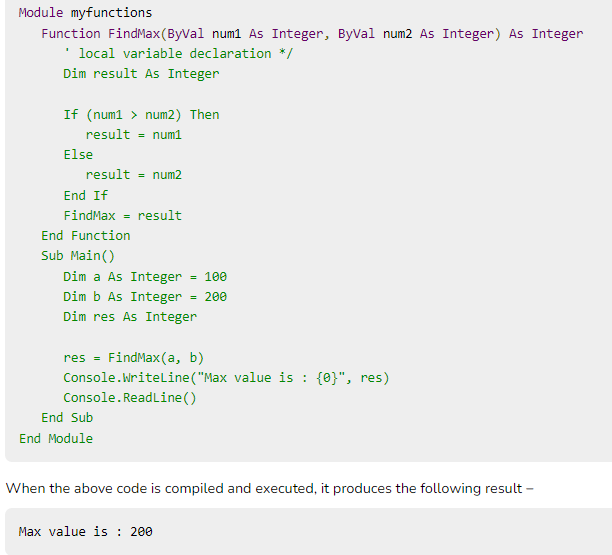 Module myfunctions
   Function FindMax(ByVal num1 As Integer, ByVal num2 As Integer) As Integer
      ' local variable declaration */
      Dim result As Integer

      If (num1 > num2) Then
         result = num1
      Else
         result = num2
      End If
      FindMax = result
   End Function
   Sub Main()
      Dim a As Integer = 100
      Dim b As Integer = 200
      Dim res As Integer

      res = FindMax(a, b)
      Console.WriteLine("Max value is : {0}", res)
      Console.ReadLine()
   End Sub
End Module
When the above code is compiled and executed, it produces the following result −
Max value is : 200